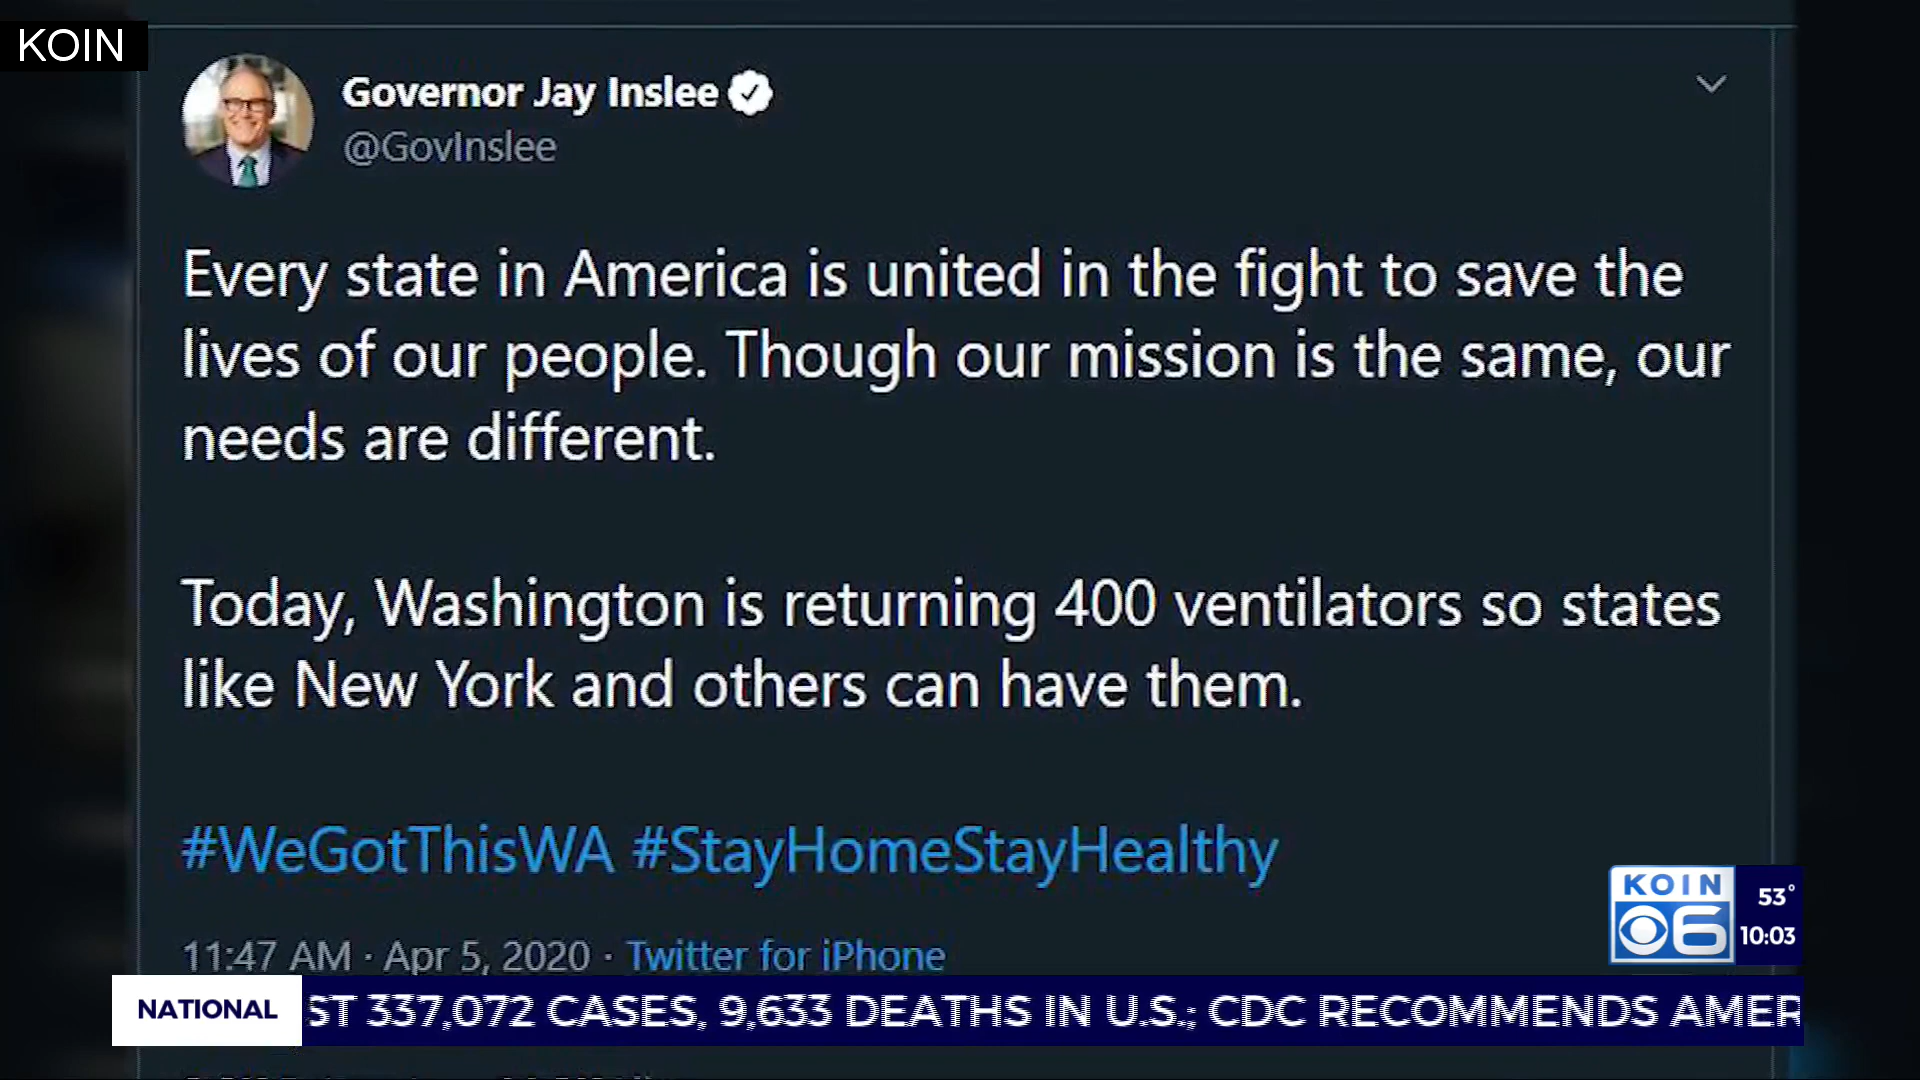 KOIN
Governor Jay Inslee
@GovInslee
Every state in America is united in the fight to save the
lives of our people. Though our mission is the same, our
needs are different.
Today, Washington is returning 400 ventilators so states
like New York and others can have them.
#WeGotThisWA #StayHomeStayHealthy
11:47 AM · Apr 5, 2020 · Twitter for iPhone
KOIN
6
53°
10:03
NATIONAL
ST 337,072 CASES, 9,633 DEATHS IN U.S.; CDC RECOMMENDS AMER